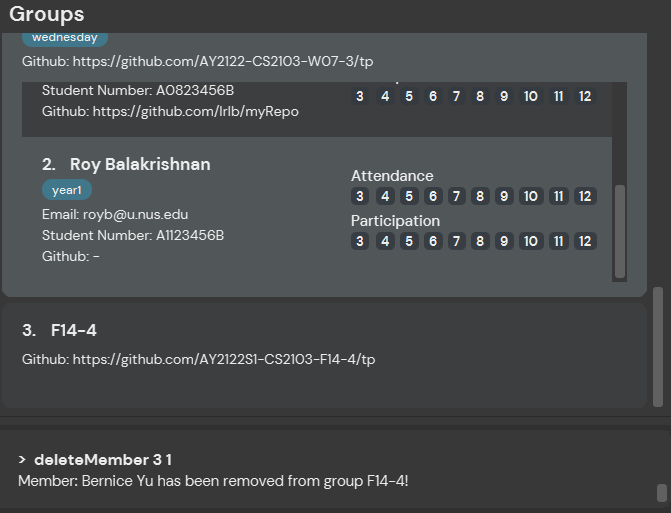 Groups
wednesday
Github: https://github.com/AY2122-CS2103-W07-3/tp
Student Number: A0823456B
Github: https://github.com/lrlb/myRepo
3 4 5 6 7 8 9 10 11 12
2. Roy Balakrishnan
year1
Email: royb@u.nus.edu
Student Number: A1123456B
Github: -
Attendance
3 4 5 6 7 8 9 10 11 12
Participation
3 4 5 6 7 8 9 10 11 12
3. F14-4
Github: https://github.com/AY2122S1-CS2103-F14-4/tp
> deleteMember 3 1
Member: Bernice Yu has been removed from group F14-4!